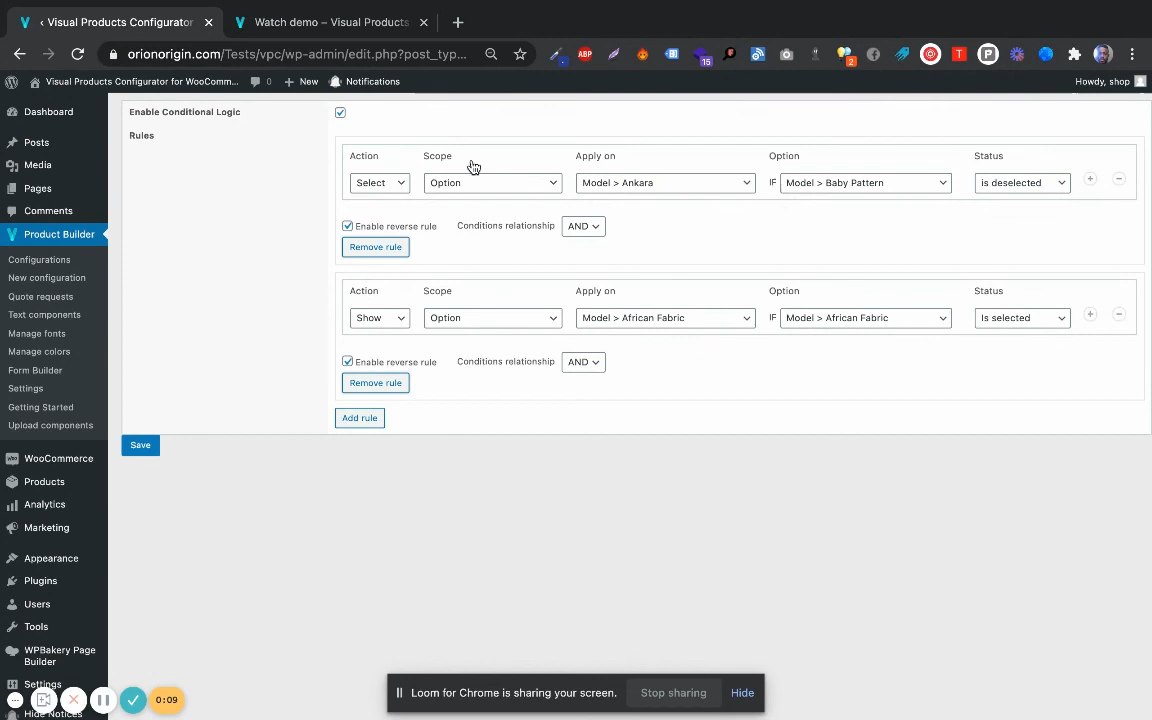 ‹ Visual Products Configurator
Watch demo – Visual Products
orionorigin.com/Tests/vpc/wp-admin/edit.php?post_typ...
ABP
15
2
T
P
Visual Products Configurator for WooComm...
0
New
Notifications
Howdy, shop
Dashboard
Posts
Media
Pages
Comments
Product Builder
Configurations
New configuration
Quote requests
Text components
Manage fonts
Manage colors
Form Builder
Settings
Getting Started
Upload components
WooCommerce
Products
Analytics
Marketing
Appearance
Plugins
Users
Tools
WPBakery Page
Builder
Settings
Hide Notices
Enable Conditional Logic
Rules
Action Scope Apply on Option Status
Select Option Model > Ankara IF Model > Baby Pattern is deselected
Enable reverse rule Conditions relationship AND
Remove rule
Action Scope Apply on Option Status
Show Option Model > African Fabric IF Model > African Fabric Is selected
Enable reverse rule Conditions relationship AND
Remove rule
Add rule
Save
Loom for Chrome is sharing your screen. Stop sharing Hide
0:09